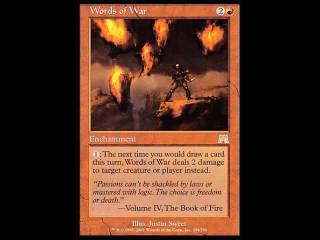 Words of War 2
Enchantment
1: The next time you would draw a card
this turn, Words of War deals 2 damage
to target creature or player instead.
"Passions can't be shackled by laws or
mastered with logic. The choice is freedom
or death."
—Volume IV, The Book of Fire
Illus. Justin Sweet